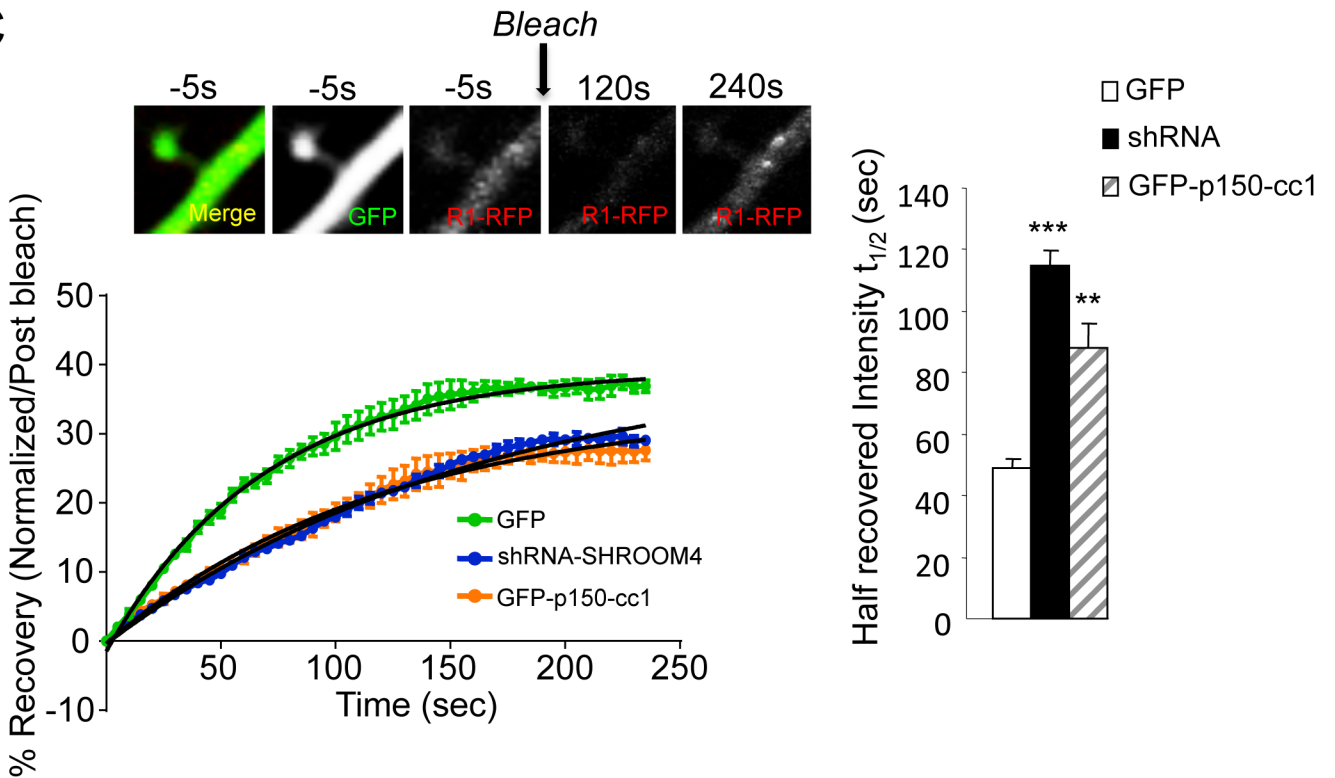 C
Bleach
-5s -5s -5s 120s 240s
Merge GFP R1-RFP R1-RFP R1-RFP
% Recovery (Normalized/Post bleach)
50
40
30
20
10
0
-10
50 100 150 200 250
Time (sec)
GFP
shRNA-SHROOM4
GFP-p150-cc1
GFP
shRNA
GFP-p150-cc1
Half recovered Intensity t1/2 (sec)
140
120
100
80
60
40
20
0
***
**